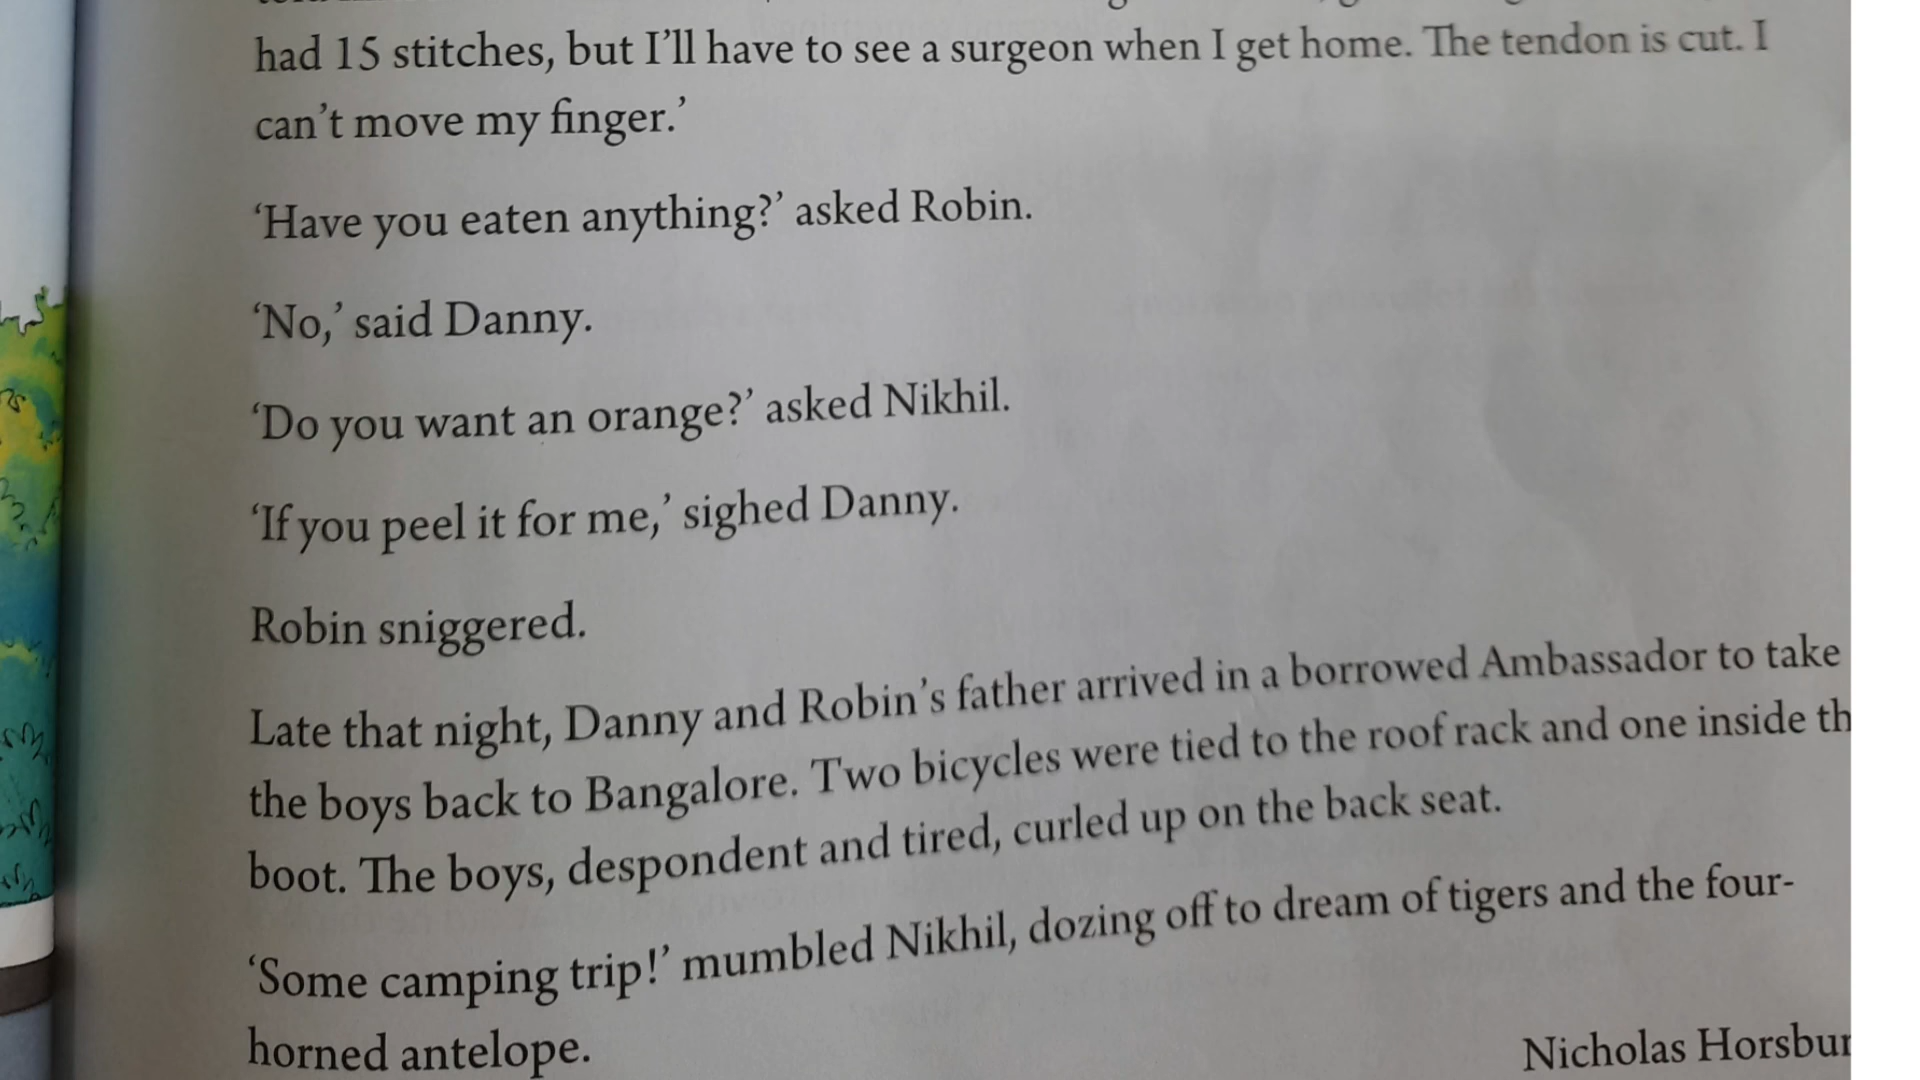 had 15 stitches, but I'll have to see a surgeon when I get home. The tendon is cut. I
can't move my finger.'
'Have you eaten anything?' asked Robin.
'No,' said Danny.
'Do you want an orange?' asked Nikhil.
'If you peel it for me,' sighed Danny.
Robin sniggered.
Late that night, Danny and Robin's father arrived in a borrowed Ambassador to take
the boys back to Bangalore. Two bicycles were tied to the roof rack and one inside th
boot. The boys, despondent and tired, curled up on the back seat.
'Some camping trip!' mumbled Nikhil, dozing off to dream of tigers and the four-
horned antelope.
Nicholas Horsbur